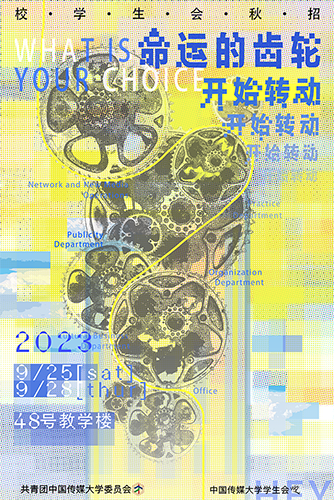 校·学·生·会·秋·招
WHAT IS
YOUR CHOICE
命运的齿轮
开始转动
开始转动
开始转动
Network and New Media
Publicity
Department
Practice
Department
Organization
Department
Department
Office
2023
9/25[sat]
9/28[thur]
48号教学楼
共青团中国传媒大学委员会
中国传媒大学学生会
HEY